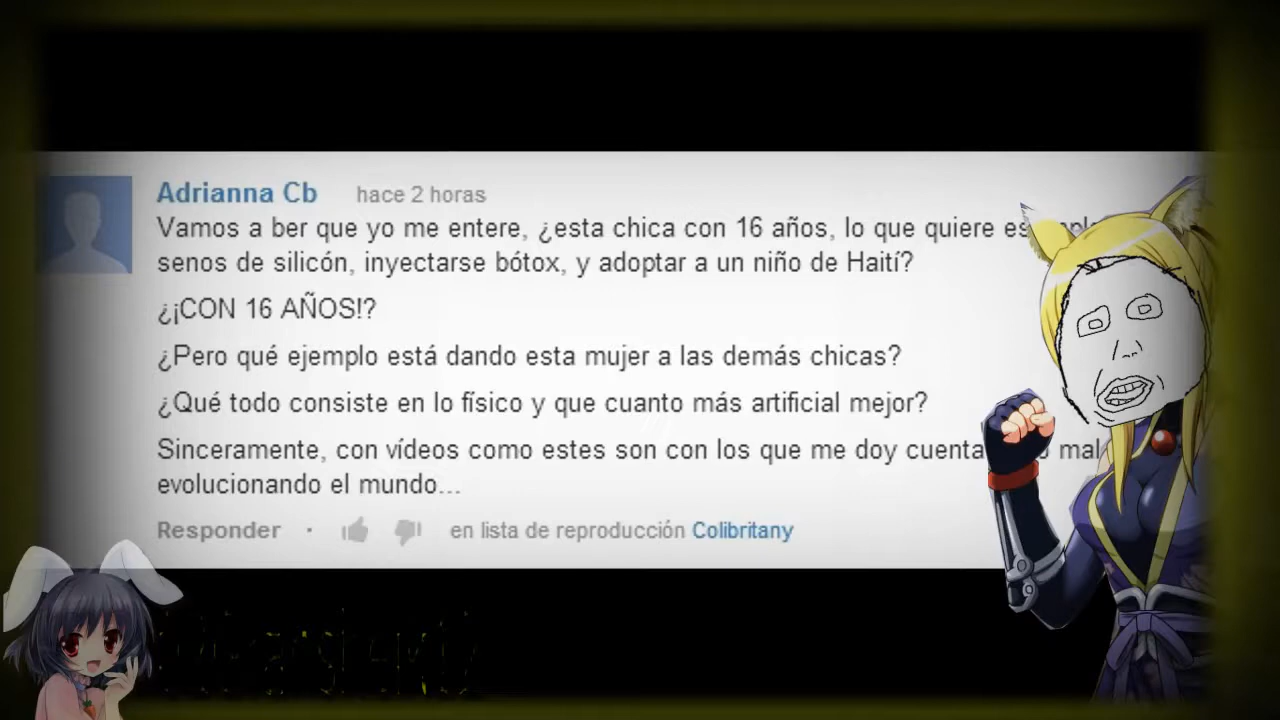 Adrianna Cb hace 2 horas
Vamos a ber que yo me entere, ¿esta chica con 16 años, lo que quiere es
senos de silicón, inyectarse bótox, y adoptar a un niño de Haití?
¿¡CON 16 AÑOS!?
¿Pero qué ejemplo está dando esta mujer a las demás chicas?
¿Qué todo consiste en lo físico y que cuanto más artificial mejor?
Sinceramente, con vídeos como estes son con los que me doy cuenta mal
evolucionando el mundo...
Responder · en lista de reproducción Colibritany